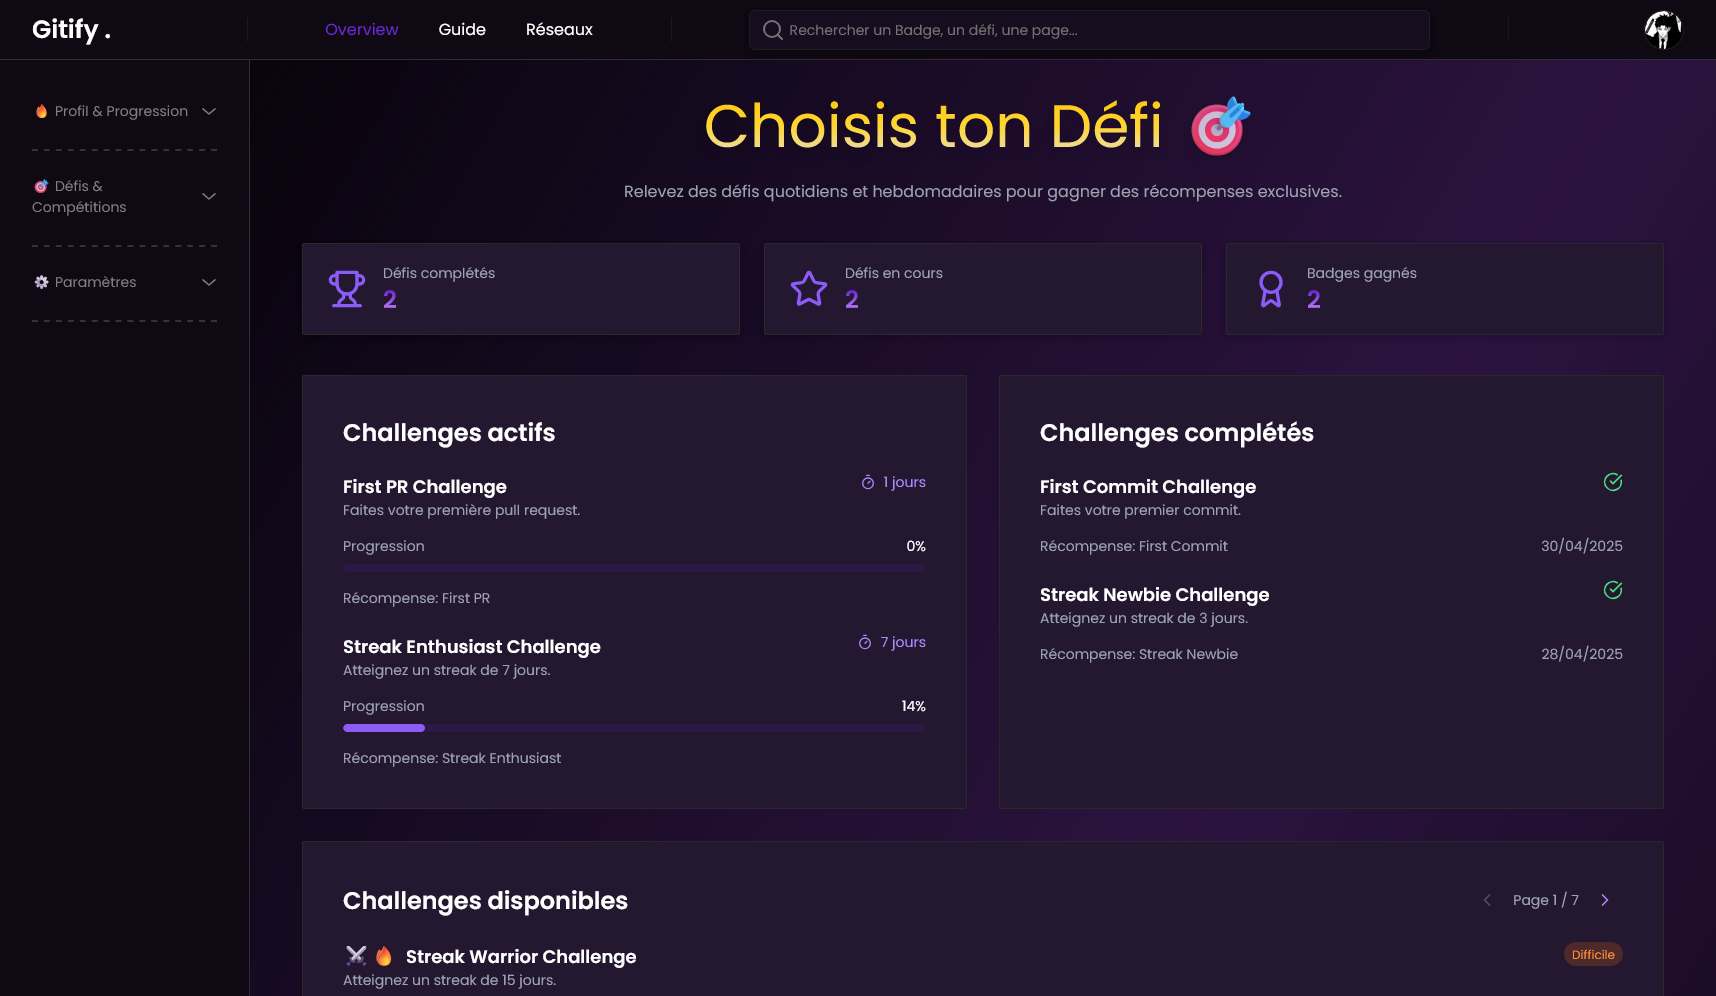 Gitify .
Overview
Guide
Réseaux
Rechercher un Badge, un défi, une page...
Profil & Progression
Défis &
Compétitions
Paramètres
Choisis ton Défi
Relevez des défis quotidiens et hebdomadaires pour gagner des récompenses exclusives.
Défis complétés
2
Défis en cours
2
Badges gagnés
2
Challenges actifs
First PR Challenge
1 jours
Faites votre première pull request.
Progression
0%
Récompense: First PR
Streak Enthusiast Challenge
7 jours
Atteignez un streak de 7 jours.
Progression
14%
Récompense: Streak Enthusiast
Challenges complétés
First Commit Challenge
Faites votre premier commit.
Récompense: First Commit
30/04/2025
Streak Newbie Challenge
Atteignez un streak de 3 jours.
Récompense: Streak Newbie
28/04/2025
Challenges disponibles
Page 1 / 7
Streak Warrior Challenge
Difficile
Atteignez un streak de 15 jours.